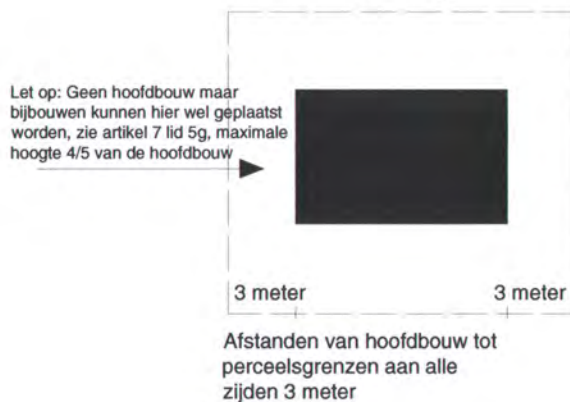 Let op: Geen hoofdbouw maar
bijbouwen kunnen hier wel geplaatst
worden, zie artikel 7 lid 5g, maximale
hoogte 4/5 van de hoofdbouw
3 meter
3 meter
Afstanden van hoofdbouw tot
perceelsgrenzen aan alle
zijden 3 meter